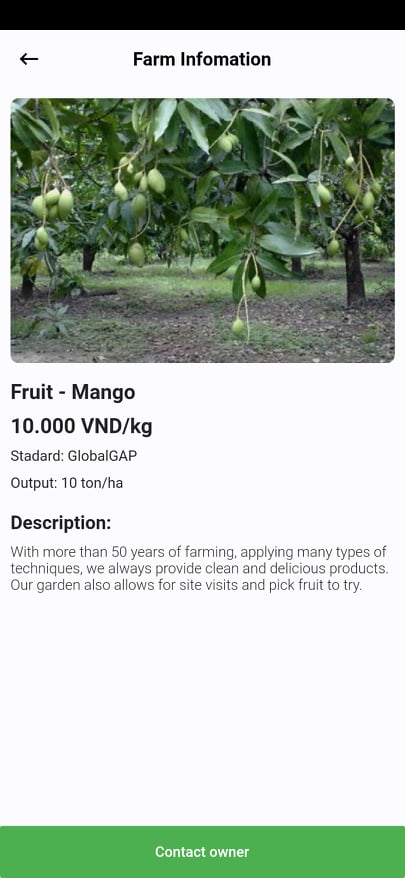 Farm Infomation
Fruit - Mango
10.000 VND/kg
Stadard: GlobalGAP
Output: 10 ton/ha
Description:
With more than 50 years of farming, applying many types of
techniques, we always provide clean and delicious products.
Our garden also allows for site visits and pick fruit to try.
Contact owner